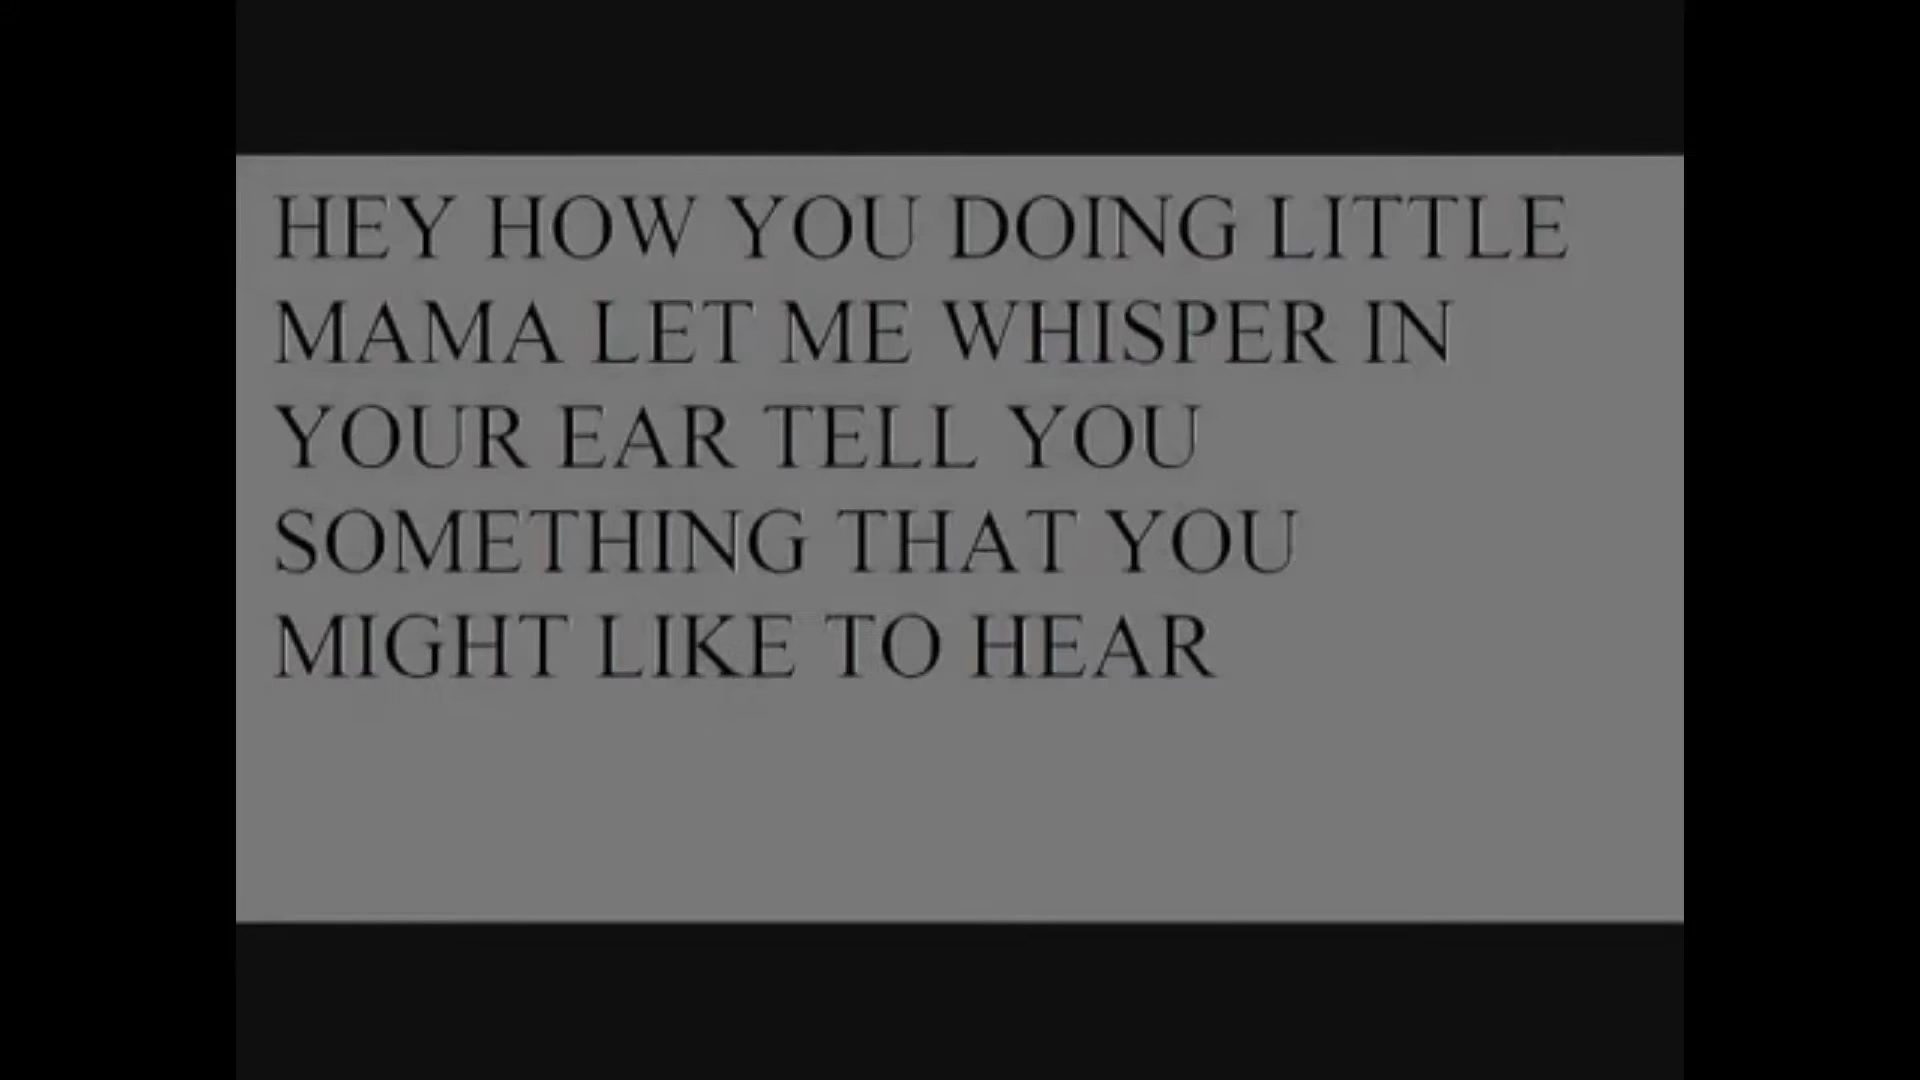 HEY HOW YOU DOING LITTLE
MAMA LET ME WHISPER IN
YOUR EAR TELL YOU
SOMETHING THAT YOU
MIGHT LIKE TO HEAR